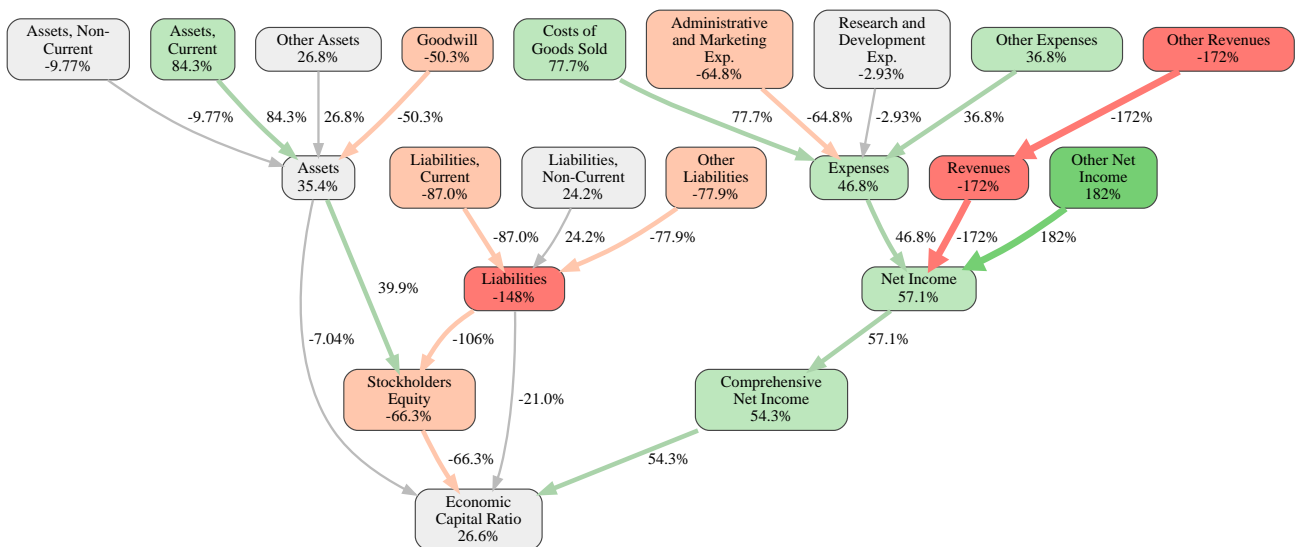 Assets, Non-
Current
-9.77%
Assets,
Current
84.3%
Other Assets
26.8%
Goodwill
-50.3%
Costs of
Goods Sold
77.7%
Administrative
and Marketing
Exp.
-64.8%
Research and
Development
Exp.
-2.93%
Other Expenses
36.8%
Other Revenues
-172%
-9.77%
84.3%
26.8%
-50.3%
77.7%
-64.8%
-2.93%
36.8%
-172%
Assets
35.4%
Liabilities,
Current
-87.0%
Liabilities,
Non-Current
24.2%
Other
Liabilities
-77.9%
Expenses
46.8%
Revenues
-172%
Other Net
Income
182%
-87.0%
24.2%
-77.9%
46.8%
-172%
182%
39.9%
Liabilities
-148%
Net Income
57.1%
-7.04%
-106%
57.1%
Stockholders
Equity
-66.3%
-21.0%
Comprehensive
Net Income
54.3%
-66.3%
54.3%
Economic
Capital Ratio
26.6%